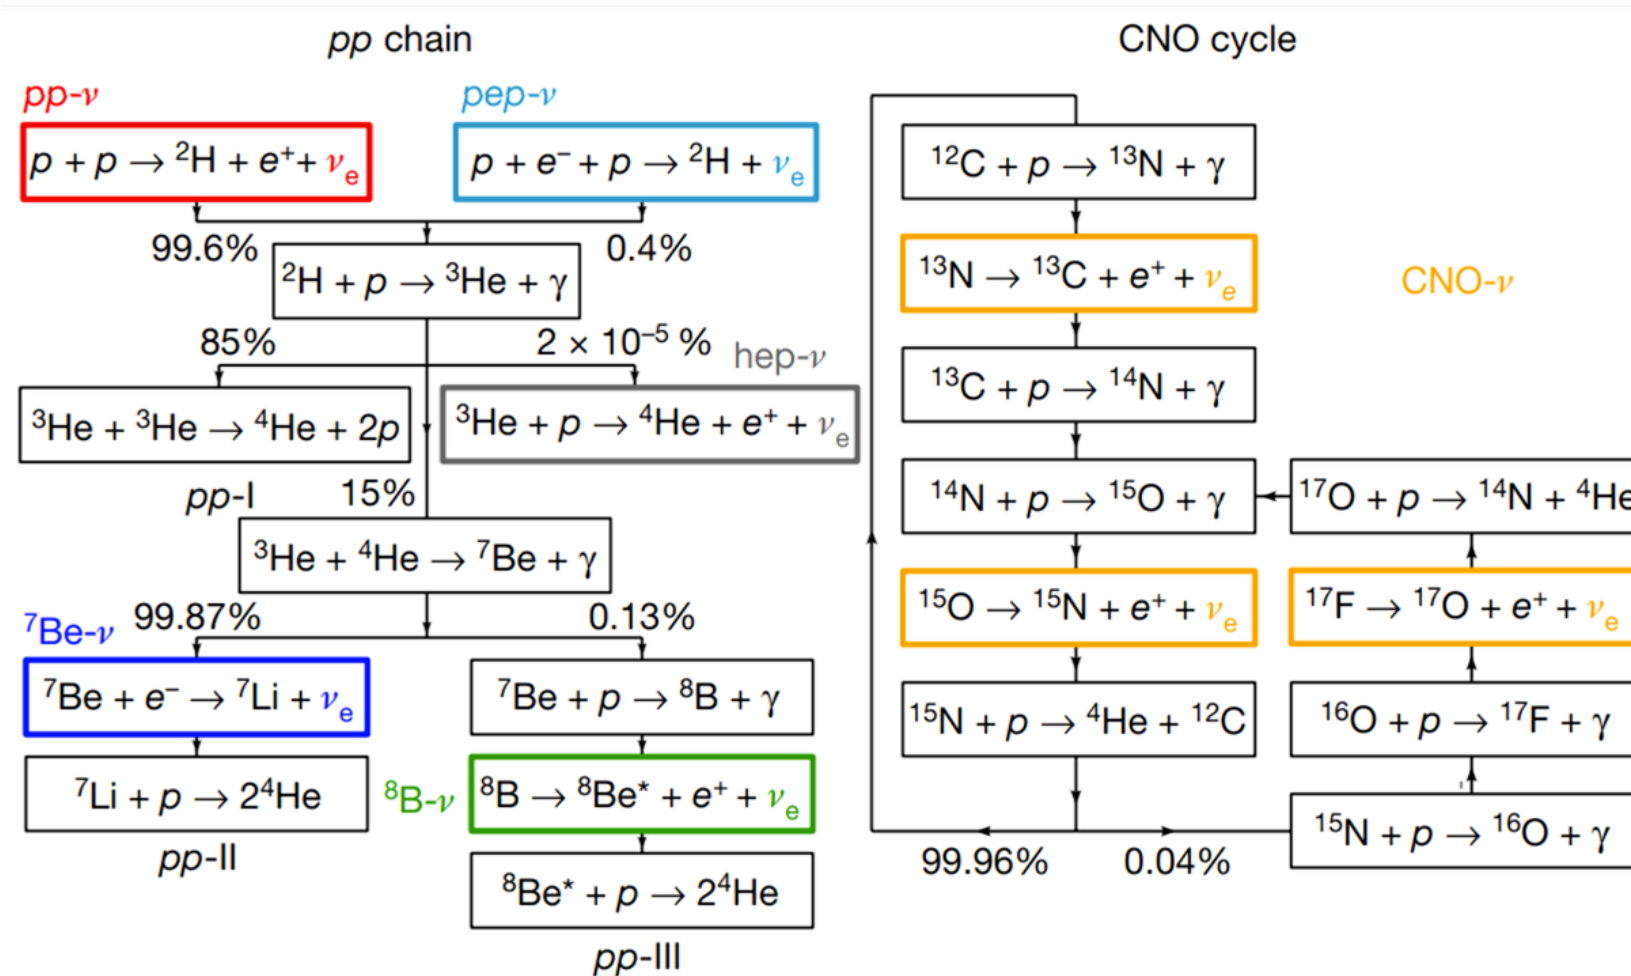 pp chain
pp-ν
pep-ν
p + p → ²H + e⁺+ νₑ
p + e⁻ + p → ²H + νₑ
99.6%
0.4%
²H + p → ³He + γ
85%
2 × 10⁻⁵ %
hep-ν
³He + ³He → ⁴He + 2p
³He + p → ⁴He + e⁺ + νₑ
pp-I
15%
³He + ⁴He → ⁷Be + γ
⁷Be-ν
99.87%
0.13%
⁷Be + e⁻ → ⁷Li + νₑ
⁷Be + p → ⁸B + γ
⁷Li + p → 2⁴He
⁸B-ν
⁸B → ⁸Be* + e⁺ + νₑ
pp-II
⁸Be* + p → 2⁴He
pp-III
CNO cycle
¹²C + p → ¹³N + γ
¹³N → ¹³C + e⁺ + νₑ
CNO-ν
¹³C + p → ¹⁴N + γ
¹⁴N + p → ¹⁵O + γ
¹⁷O + p → ¹⁴N + ⁴He
¹⁵O → ¹⁵N + e⁺ + νₑ
¹⁷F → ¹⁷O + e⁺ + νₑ
¹⁵N + p → ⁴He + ¹²C
¹⁶O + p → ¹⁷F + γ
¹⁵N + p → ¹⁶O + γ
99.96%
0.04%